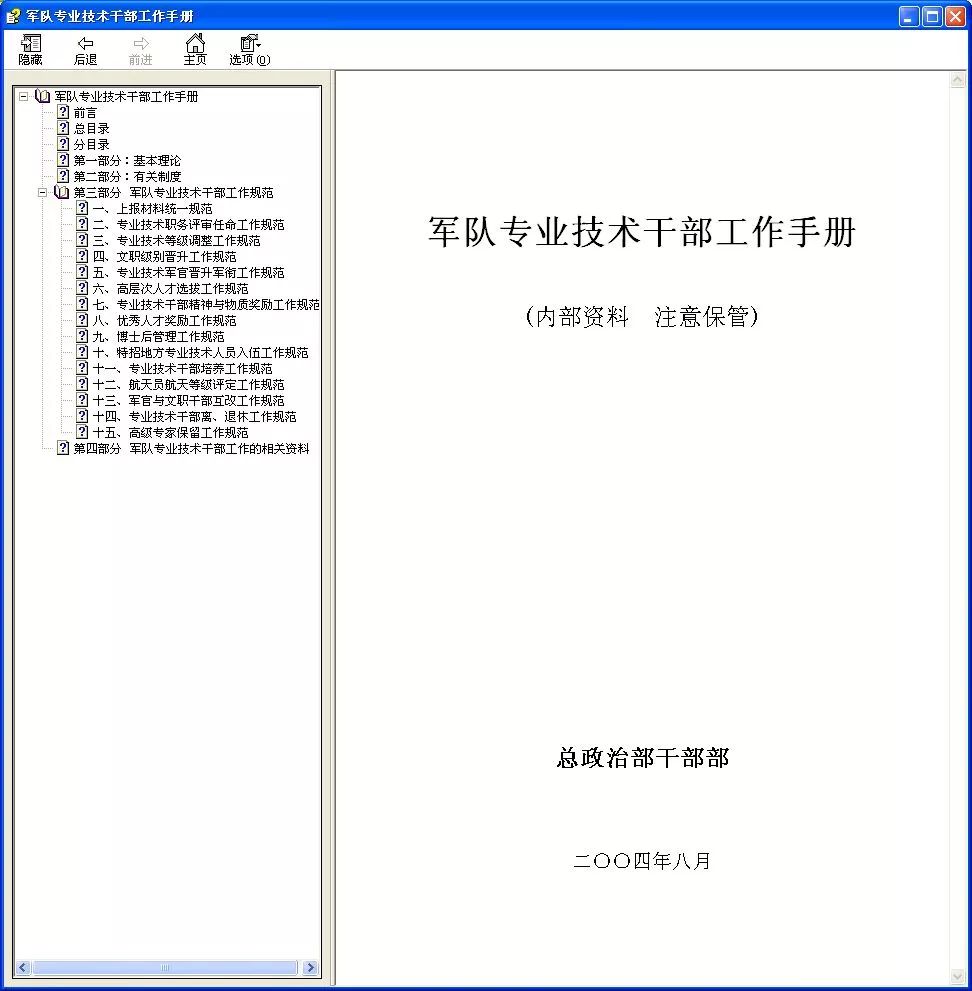 军队专业技术干部工作手册
隐藏 后退 前进 主页 选项(O)
军队专业技术干部工作手册
前言
总目录
分目录
第一部分：基本理论
第二部分：有关制度
第三部分 军队专业技术干部工作规范
一、上报材料统一规范
二、专业技术职务评审任命工作规范
三、专业技术等级调整工作规范
四、文职级别晋升工作规范
五、专业技术军官晋升军衔工作规范
六、高层次人才选拔工作规范
七、专业技术干部精神与物质奖励工作规范
八、优秀人才奖励工作规范
九、博士后管理工作规范
十、特招地方专业技术人员入伍工作规范
十一、专业技术干部培养工作规范
十二、航天员航天等级评定工作规范
十三、军官与文职干部互改工作规范
十四、专业技术干部离、退休工作规范
十五、高级专家保留工作规范
第四部分 军队专业技术干部工作的相关资料
军队专业技术干部工作手册
(内部资料 注意保管)
总政治部干部部
二〇〇四年八月